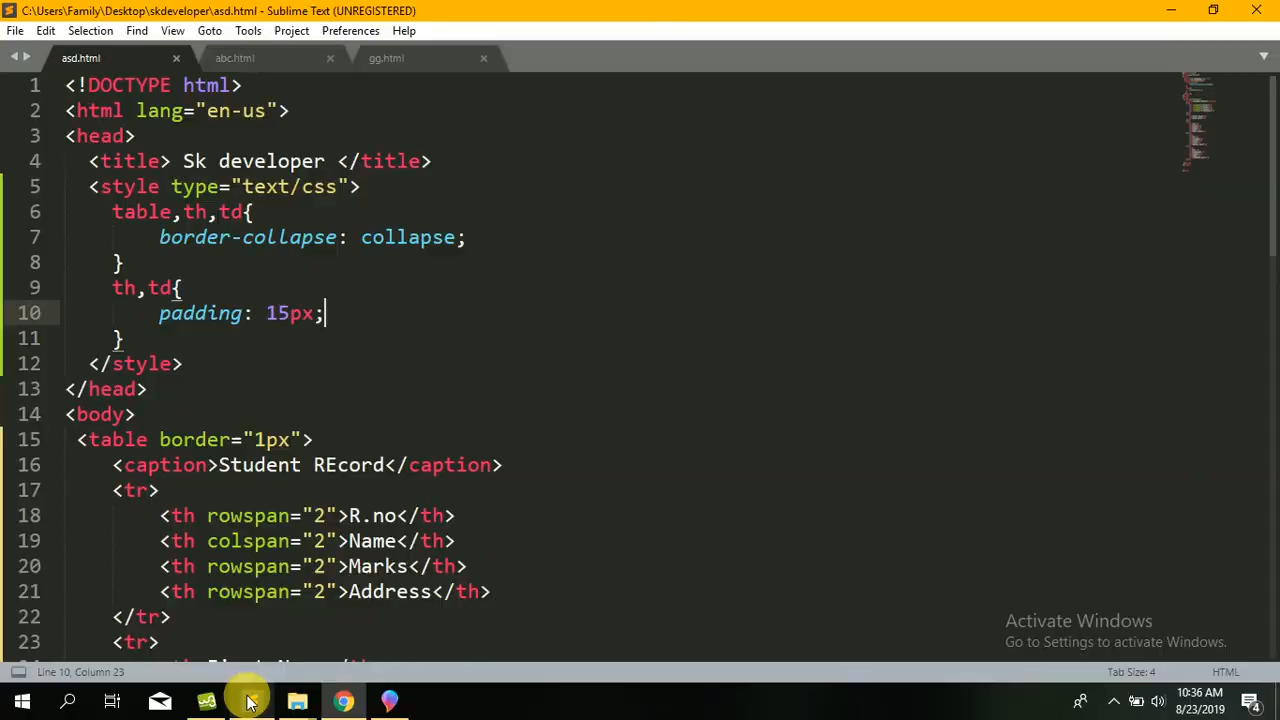 C:\Users\Family\Desktop\skdeveloper\asd.html - Sublime Text (UNREGISTERED)
File Edit Selection Find View Goto Tools Project Preferences Help
asd.html abc.html gg.html
1 <!DOCTYPE html>
2 <html lang="en-us">
3 <head>
4 <title> Sk developer </title>
5 <style type="text/css">
6 table,th,td{
7 border-collapse: collapse;
8 }
9 th,td{
10 padding: 15px;
11 }
12 </style>
13 </head>
14 <body>
15 <table border="1px">
16 <caption>Student REcord</caption>
17 <tr>
18 <th rowspan="2">R.no</th>
19 <th colspan="2">Name</th>
20 <th rowspan="2">Marks</th>
21 <th rowspan="2">Address</th>
22 </tr>
23 <tr>
Activate Windows
Go to Settings to activate Windows.
Line 10, Column 23 Tab Size: 4 HTML
10:36 AM
8/23/2019
4